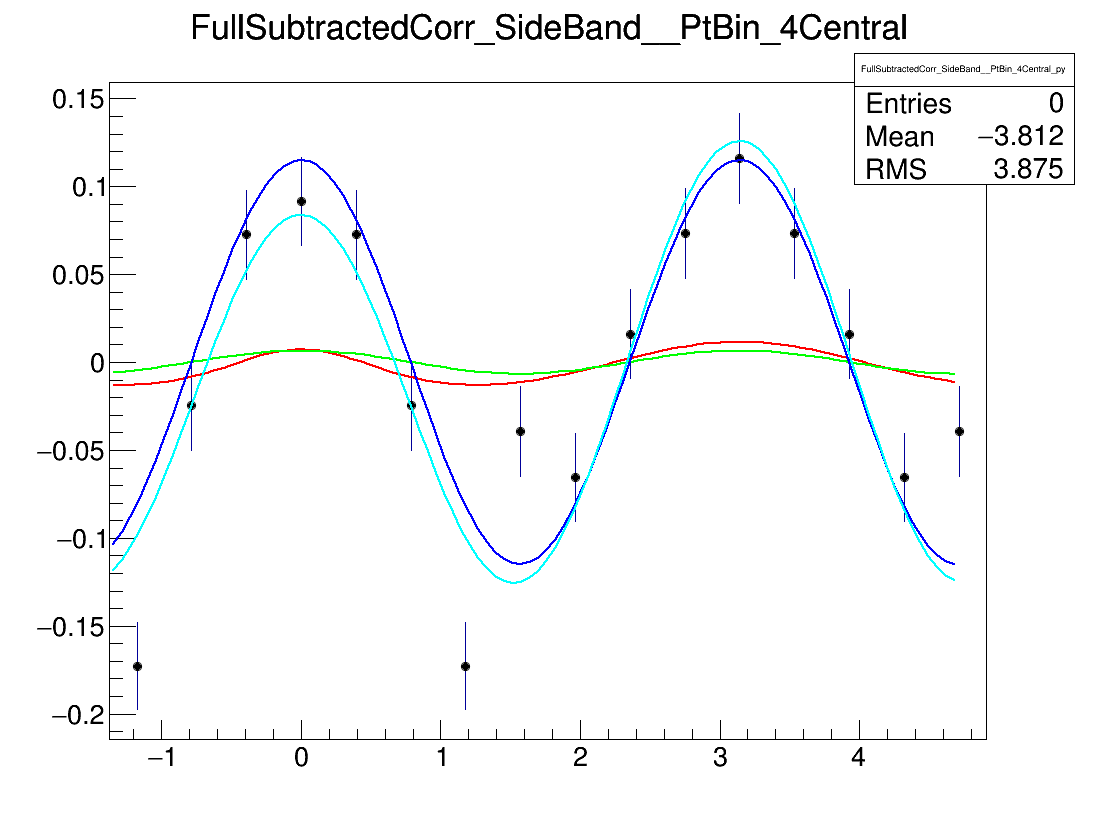 FullSubtractedCorr_SideBand__PtBin_4Central
FullSubtractedCorr_SideBand__PtBin_4Central_py
Entries 0
Mean −3.812
RMS 3.875
0.15
0.1
0.05
0
−0.05
−0.1
−0.15
−0.2
−1 0 1 2 3 4